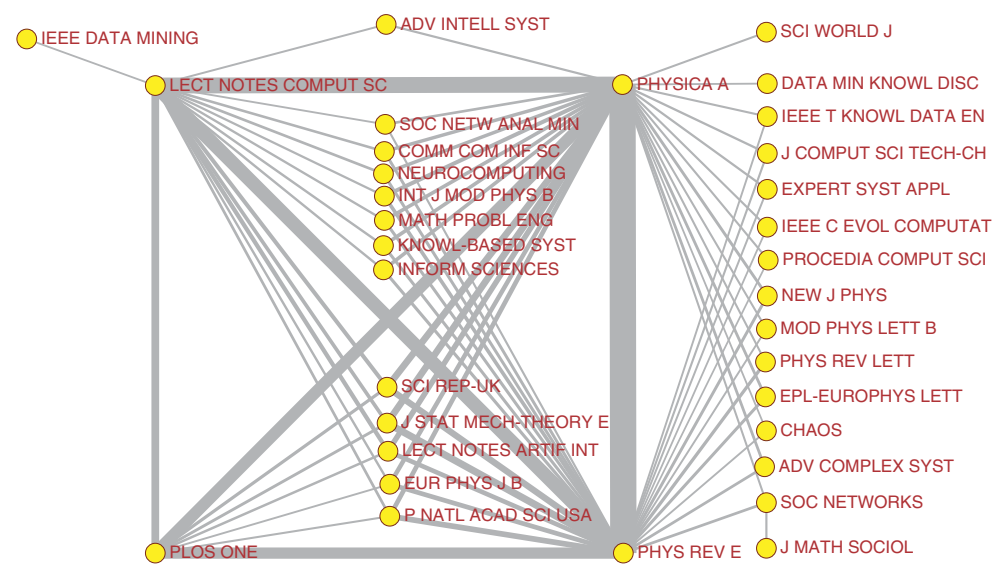 ADV INTELL SYST
IEEE DATA MINING
SCI WORLD J
LECT NOTES COMPUT SC
PHYSICA A
DATA MIN KNOWL DISC
SOC NETW ANAL MIN
IEEE T KNOWL DATA EN
COMM COM INF SC
J COMPUT SCI TECH-CH
NEUROCOMPUTING
INT J MOD PHYS B
EXPERT SYST APPL
MATH PROBL ENG
IEEE C EVOL COMPUTAT
KNOWL-BASED SYST
PROCEDIA COMPUT SCI
INFORM SCIENCES
NEW J PHYS
MOD PHYS LETT B
PHYS REV LETT
SCI REP-UK
EPL-EUROPHYS LETT
J STAT MECH-THEORY E
CHAOS
LECT NOTES ARTIF INT
ADV COMPLEX SYST
EUR PHYS J B
SOC NETWORKS
P NATL ACAD SCI USA
J MATH SOCIOL
PLOS ONE
PHYS REV E